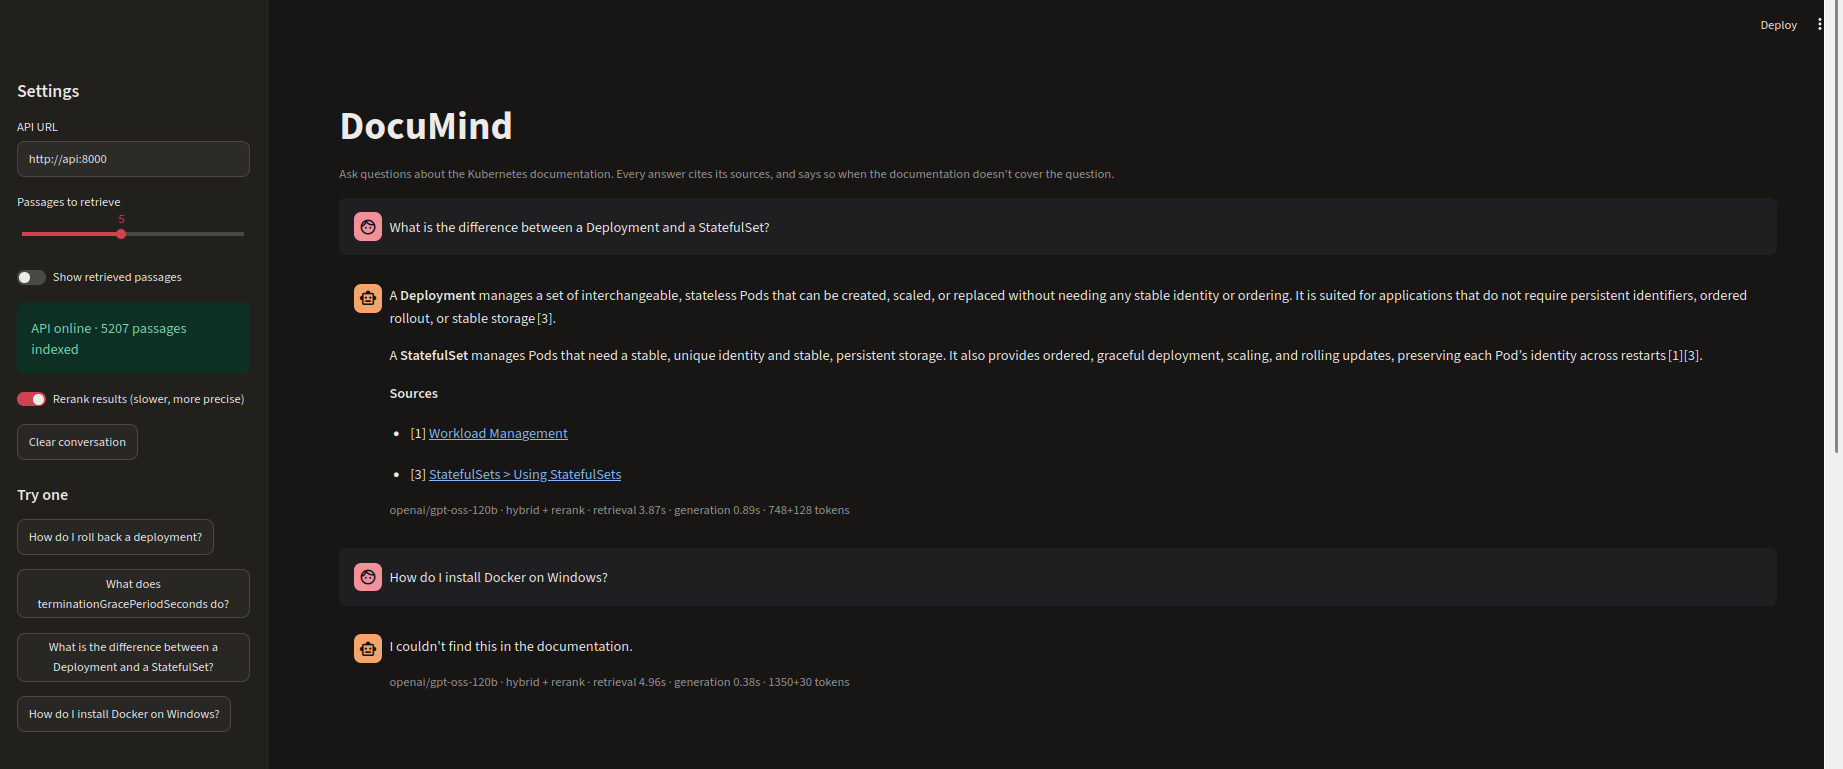 Deploy
Settings
API URL
http://api:8000
Passages to retrieve
5
Show retrieved passages
API online · 5207 passages
indexed
Rerank results (slower, more precise)
Clear conversation
Try one
How do I roll back a deployment?
What does
terminationGracePeriodSeconds do?
What is the difference between a
Deployment and a StatefulSet?
How do I install Docker on Windows?
DocuMind
Ask questions about the Kubernetes documentation. Every answer cites its sources, and says so when the documentation doesn't cover the question.
What is the difference between a Deployment and a StatefulSet?
A Deployment manages a set of interchangeable, stateless Pods that can be created, scaled, or replaced without needing any stable identity or ordering. It is suited for applications that do not require persistent identifiers, ordered
rollout, or stable storage [3].
A StatefulSet manages Pods that need a stable, unique identity and stable, persistent storage. It also provides ordered, graceful deployment, scaling, and rolling updates, preserving each Pod’s identity across restarts [1][3].
Sources
• [1] Workload Management
• [3] StatefulSets > Using StatefulSets
openai/gpt-oss-120b · hybrid + rerank · retrieval 3.87s · generation 0.89s · 748+128 tokens
How do I install Docker on Windows?
I couldn't find this in the documentation.
openai/gpt-oss-120b · hybrid + rerank · retrieval 4.96s · generation 0.38s · 1350+30 tokens